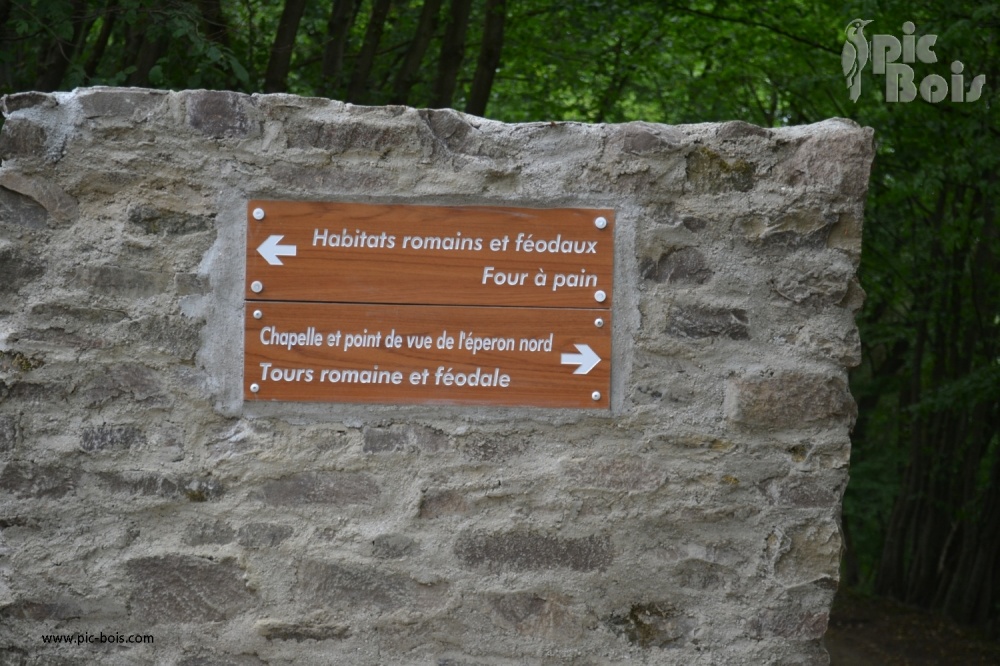 Pic
Bois
Habitats romains et féodaux
Four à pain
Chapelle et point de vue de l'éperon nord
Tours romaine et féodale
www.pic-bois.com